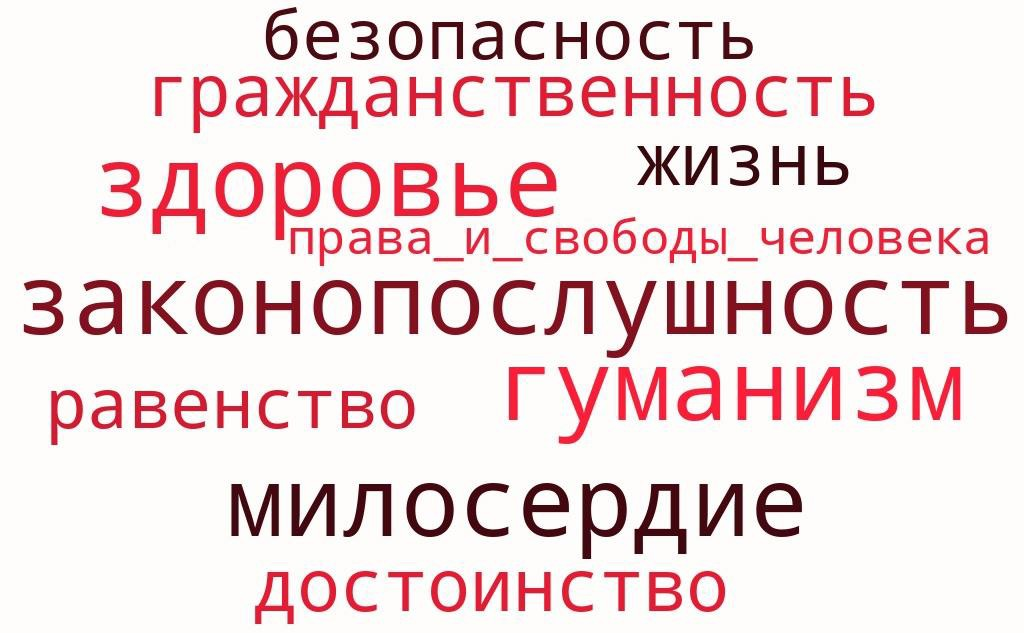 безопасность
гражданственность
здоровье жизнь
права_и_свободы_человека
законопослушность
равенство гуманизм
милосердие
достоинство